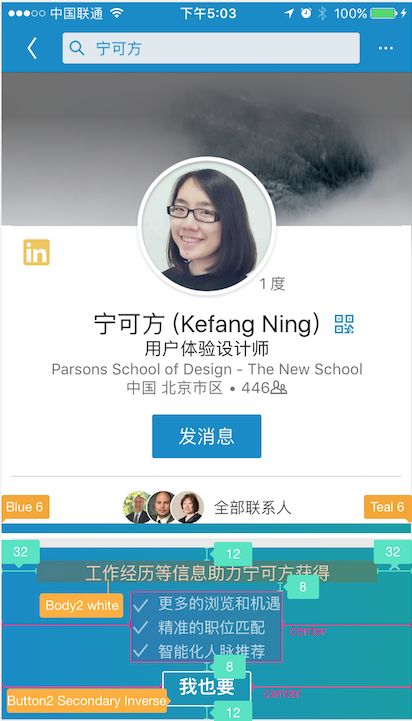 中国联通 下午5:03 100%
宁可方
in
1 度
宁可方 (Kefang Ning)
用户体验设计师
Parsons School of Design - The New School
中国 北京市区 • 446
发消息
全部联系人
Blue 6 Teal 6
32 12 32
工作经历等信息助力宁可方获得
8
Body2 white
更多的浏览和机遇
精准的职位匹配
center
智能化人脉推荐
8
我也要
center
Button2 Secondary Inverse
12